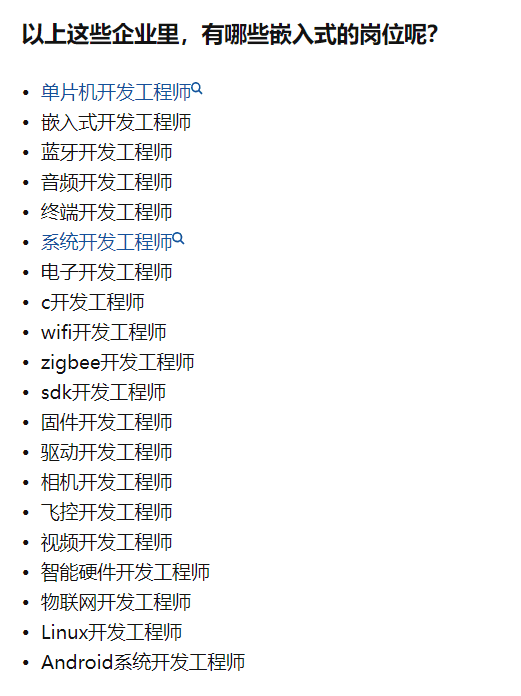 以上这些企业里，有哪些嵌入式的岗位呢？
• 单片机开发工程师
• 嵌入式开发工程师
• 蓝牙开发工程师
• 音频开发工程师
• 终端开发工程师
• 系统开发工程师
• 电子开发工程师
• c开发工程师
• wifi开发工程师
• zigbee开发工程师
• sdk开发工程师
• 固件开发工程师
• 驱动开发工程师
• 相机开发工程师
• 飞控开发工程师
• 视频开发工程师
• 智能硬件开发工程师
• 物联网开发工程师
• Linux开发工程师
• Android系统开发工程师